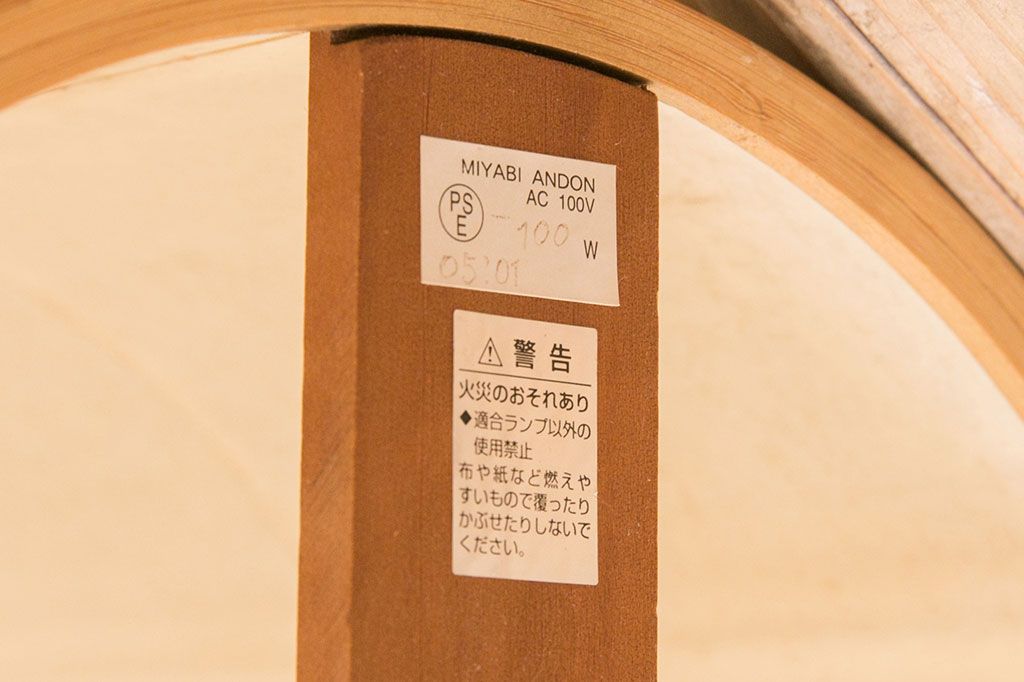 MIYABI ANDON
AC 100V
PS
E
100 W
05.'01
⚠ 警告
火災のおそれあり
◆適合ランプ以外の
使用禁止
布や紙など燃えや
すいもので覆ったり
かぶせたりしないで
ください。